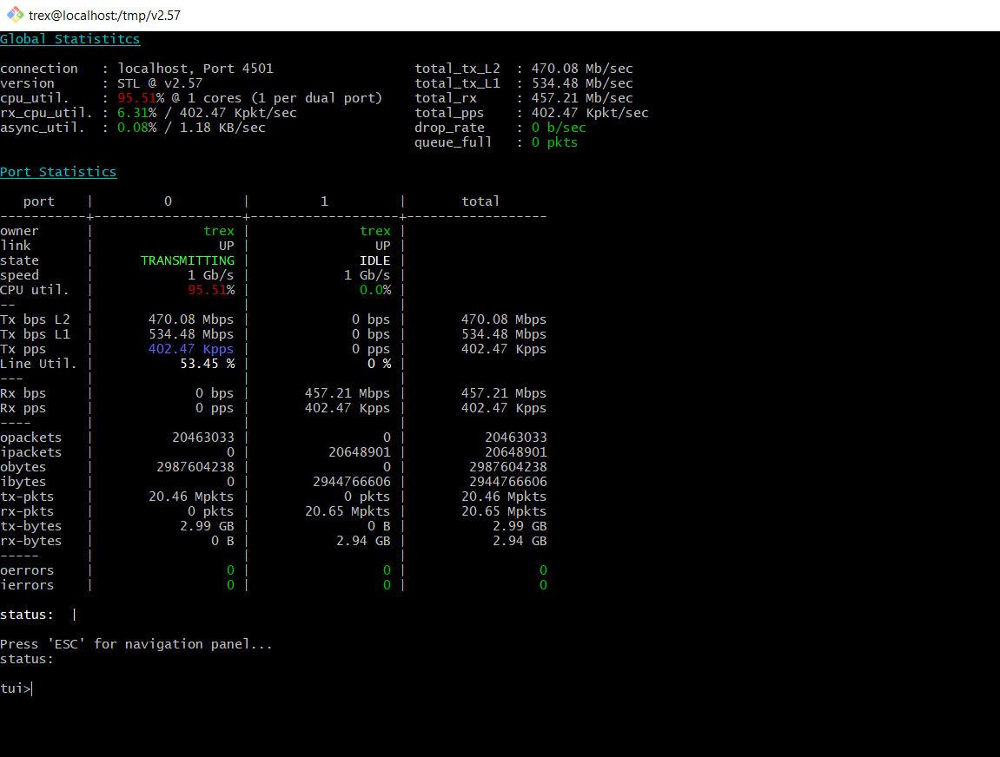 trex@localhost:/tmp/v2.57
Global Statistitcs
connection   : localhost, Port 4501                  total_tx_L2  : 470.08 Mb/sec
version      : STL @ v2.57                           total_tx_L1  : 534.48 Mb/sec
cpu_util.    : 95.51% @ 1 cores (1 per dual port)    total_rx     : 457.21 Mb/sec
rx_cpu_util. : 6.31% / 402.47 Kpkt/sec               total_pps    : 402.47 Kpkt/sec
async_util.  : 0.08% / 1.18 KB/sec                   drop_rate    : 0 b/sec
                                                     queue_full   : 0 pkts
Port Statistics
   port    |         0         |         1         |       total
-----------+-------------------+-------------------+------------------
owner      |              trex |              trex |
link       |                UP |                UP |
state      |      TRANSMITTING |              IDLE |
speed      |            1 Gb/s |            1 Gb/s |
CPU util.  |            95.51% |              0.0% |
--         |                   |                   |
Tx bps L2  |       470.08 Mbps |             0 bps |       470.08 Mbps
Tx bps L1  |       534.48 Mbps |             0 bps |       534.48 Mbps
Tx pps     |       402.47 Kpps |             0 pps |       402.47 Kpps
Line Util. |           53.45 % |               0 % |
---        |                   |                   |
Rx bps     |             0 bps |       457.21 Mbps |       457.21 Mbps
Rx pps     |             0 pps |       402.47 Kpps |       402.47 Kpps
----       |                   |                   |
opackets   |          20463033 |                 0 |          20463033
ipackets   |                 0 |          20648901 |          20648901
obytes     |        2987604238 |                 0 |        2987604238
ibytes     |                 0 |        2944766606 |        2944766606
tx-pkts    |       20.46 Mpkts |            0 pkts |       20.46 Mpkts
rx-pkts    |            0 pkts |       20.65 Mpkts |       20.65 Mpkts
tx-bytes   |           2.99 GB |               0 B |           2.99 GB
rx-bytes   |               0 B |           2.94 GB |           2.94 GB
-----      |                   |                   |
oerrors    |                 0 |                 0 |                 0
ierrors    |                 0 |                 0 |                 0
status:  |
Press 'ESC' for navigation panel...
status:
tui>